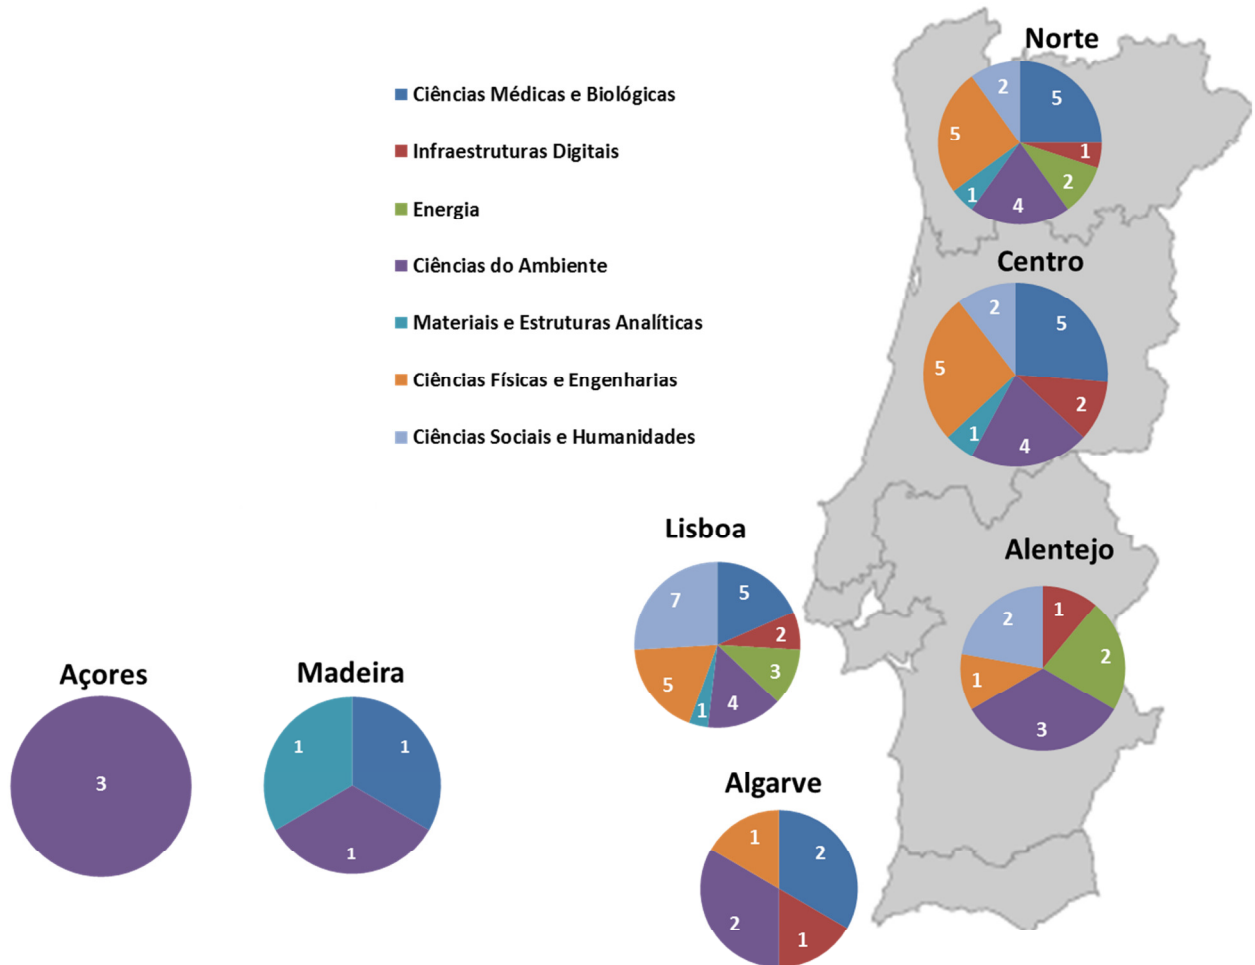 Norte
5
1
2
4
1
5
2
Ciências Médicas e Biológicas
Infraestruturas Digitais
Energia
Ciências do Ambiente
Materiais e Estruturas Analíticas
Ciências Físicas e Engenharias
Ciências Sociais e Humanidades
Centro
5
2
4
1
5
2
Lisboa
5
2
3
4
1
5
7
Alentejo
1
2
3
1
2
Açores
3
Madeira
1
1
1
Algarve
2
1
2
1